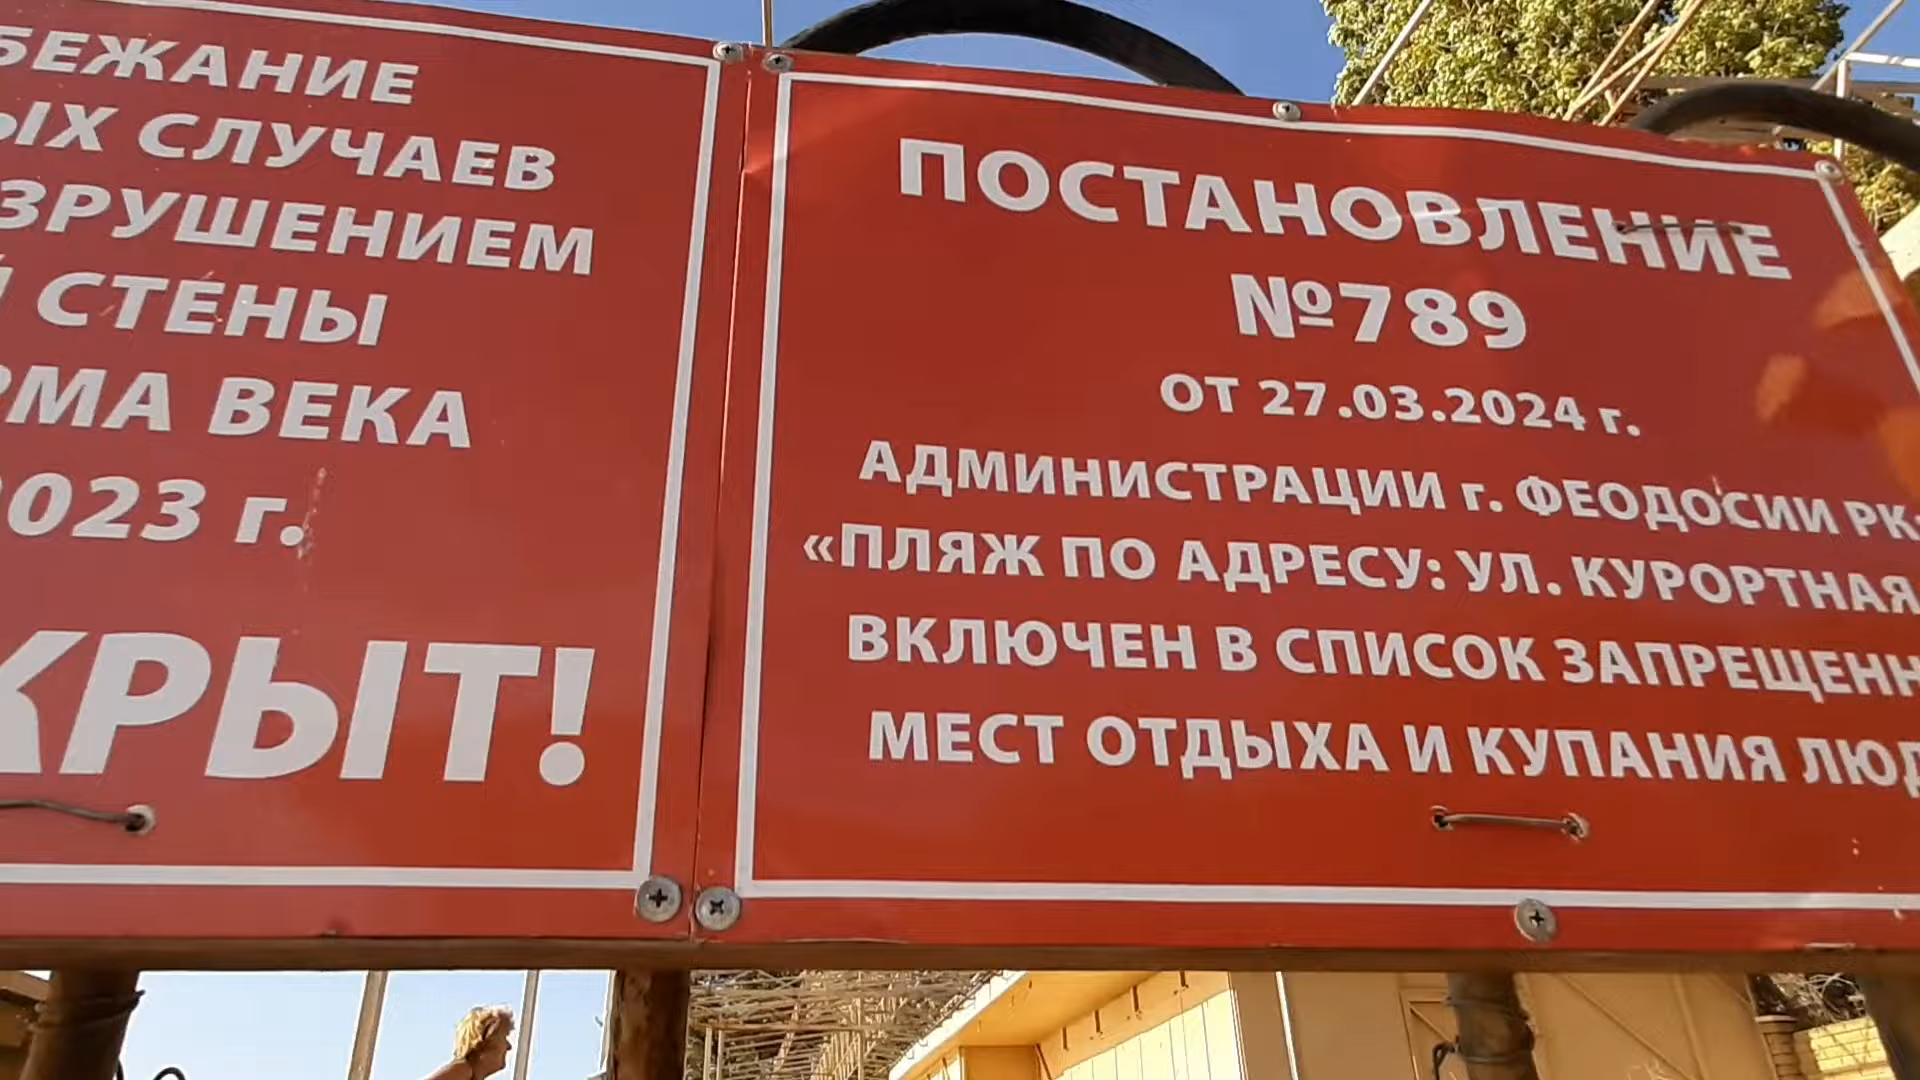 БЕЖАНИЕ
ЫХ СЛУЧАЕВ
ЗРУШЕНИЕМ
Й СТЕНЫ
РМА ВЕКА
2023 г.
КРЫТ!
ПОСТАНОВЛЕНИЕ
№789
ОТ 27.03.2024 г.
АДМИНИСТРАЦИИ г. ФЕОДОСИИ РК
«ПЛЯЖ ПО АДРЕСУ: УЛ. КУРОРТНАЯ
ВКЛЮЧЕН В СПИСОК ЗАПРЕЩЕНН
МЕСТ ОТДЫХА И КУПАНИЯ ЛЮД